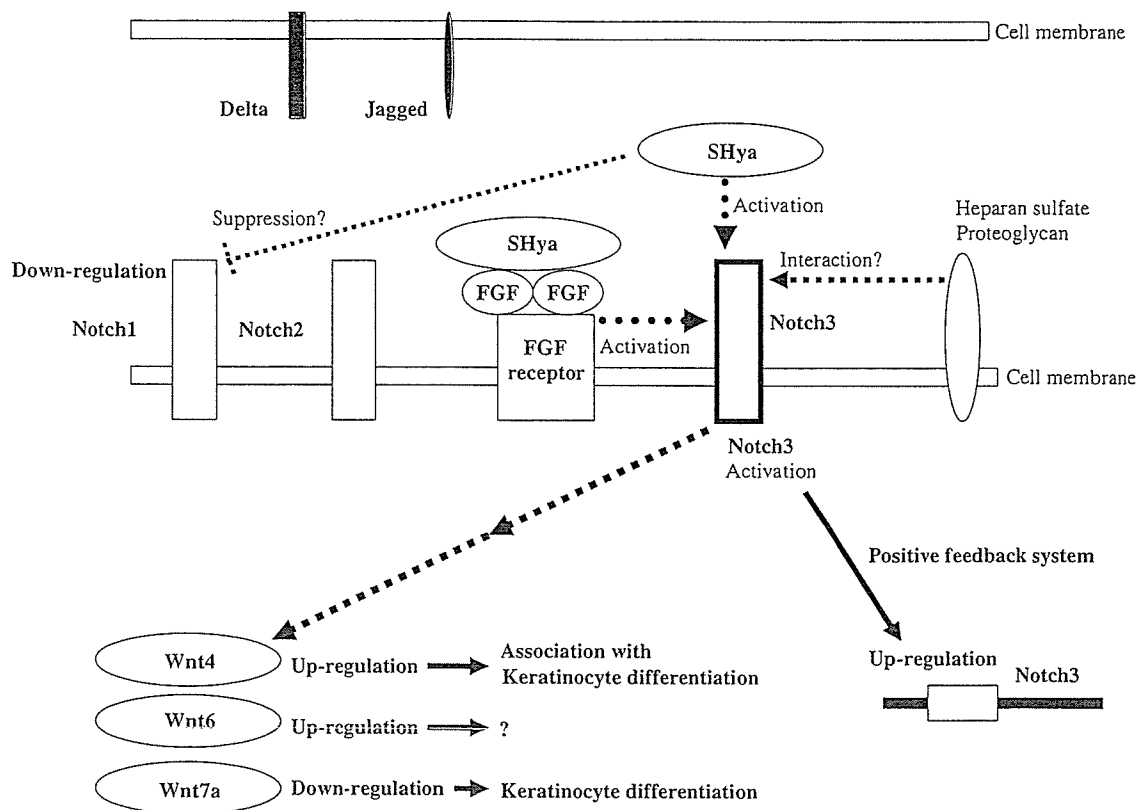 Cell membrane
Delta
Jagged
SHya
Suppression?
Activation
Heparan sulfate
Proteoglycan
SHya
Down-regulation
Interaction?
FGF
FGF
Notch1
Notch2
Notch3
FGF
receptor
Activation
Cell membrane
Notch3
Activation
Positive feedback system
Wnt4
Up-regulation
Association with
Keratinocyte differentiation
Up-regulation
Notch3
Wnt6
Up-regulation
?
Wnt7a
Down-regulation
Keratinocyte differentiation